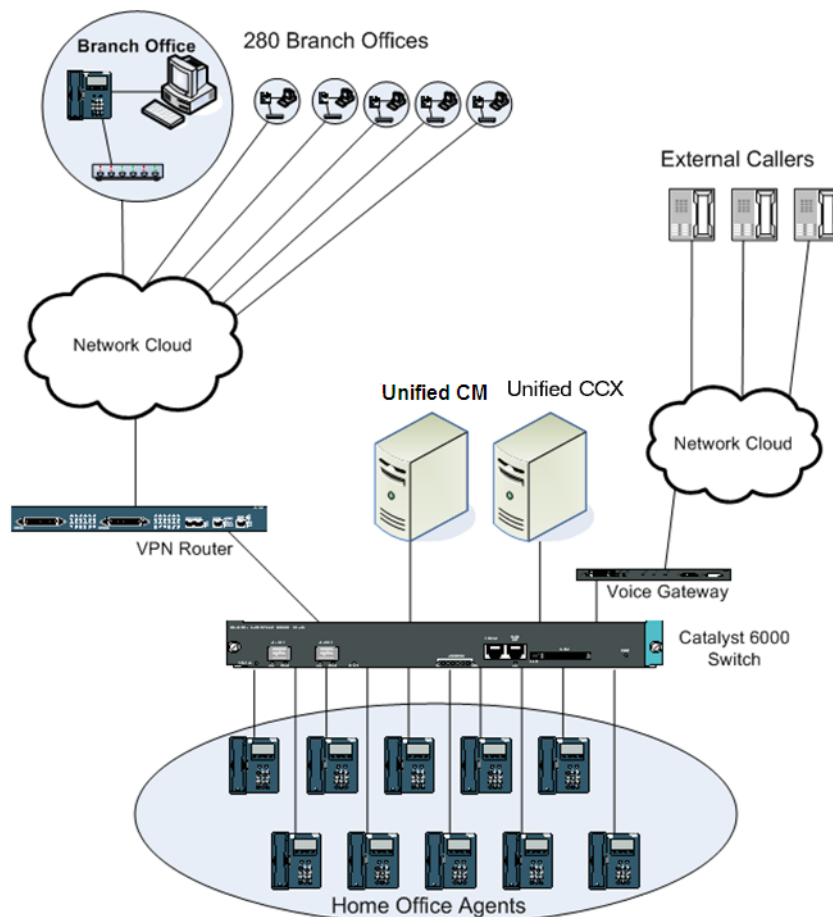 Branch Office
280 Branch Offices
External Callers
Network Cloud
Unified CM
Unified CCX
Network Cloud
VPN Router
Voice Gateway
Catalyst 6000
Switch
Home Office Agents